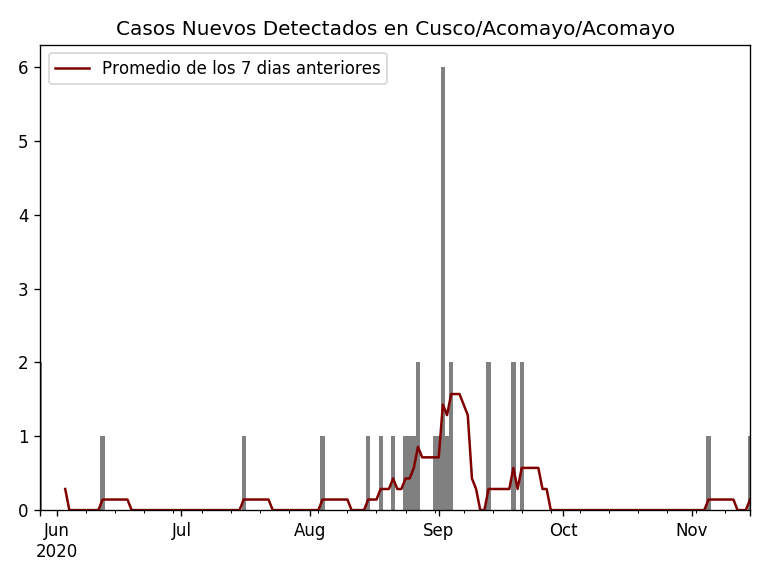 Casos Nuevos Detectados en Cusco/Acomayo/Acomayo
Promedio de los 7 dias anteriores
6
5
4
3
2
1
0
Jun Jul Aug Sep Oct Nov
2020